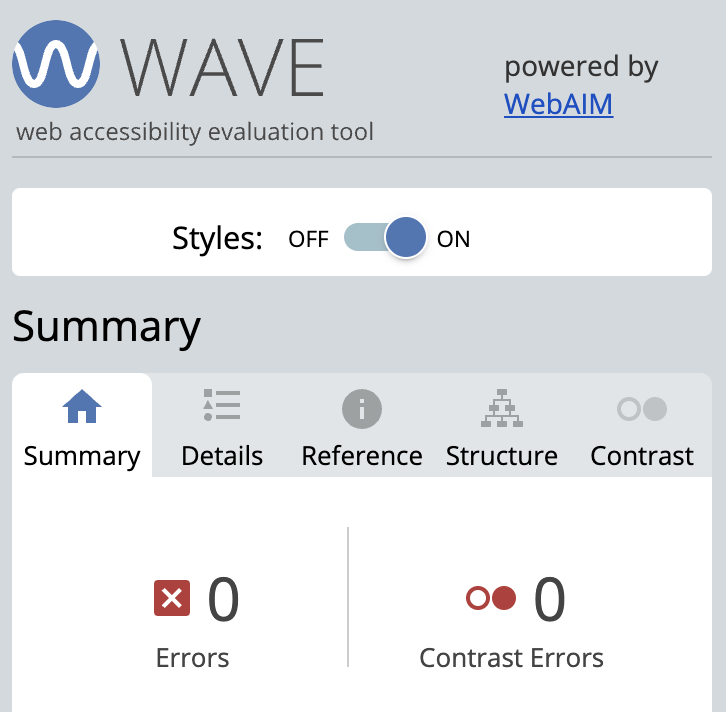 WAVE
web accessibility evaluation tool
powered by
WebAIM
Styles: OFF ON
Summary
Summary Details Reference Structure Contrast
0 0
Errors Contrast Errors